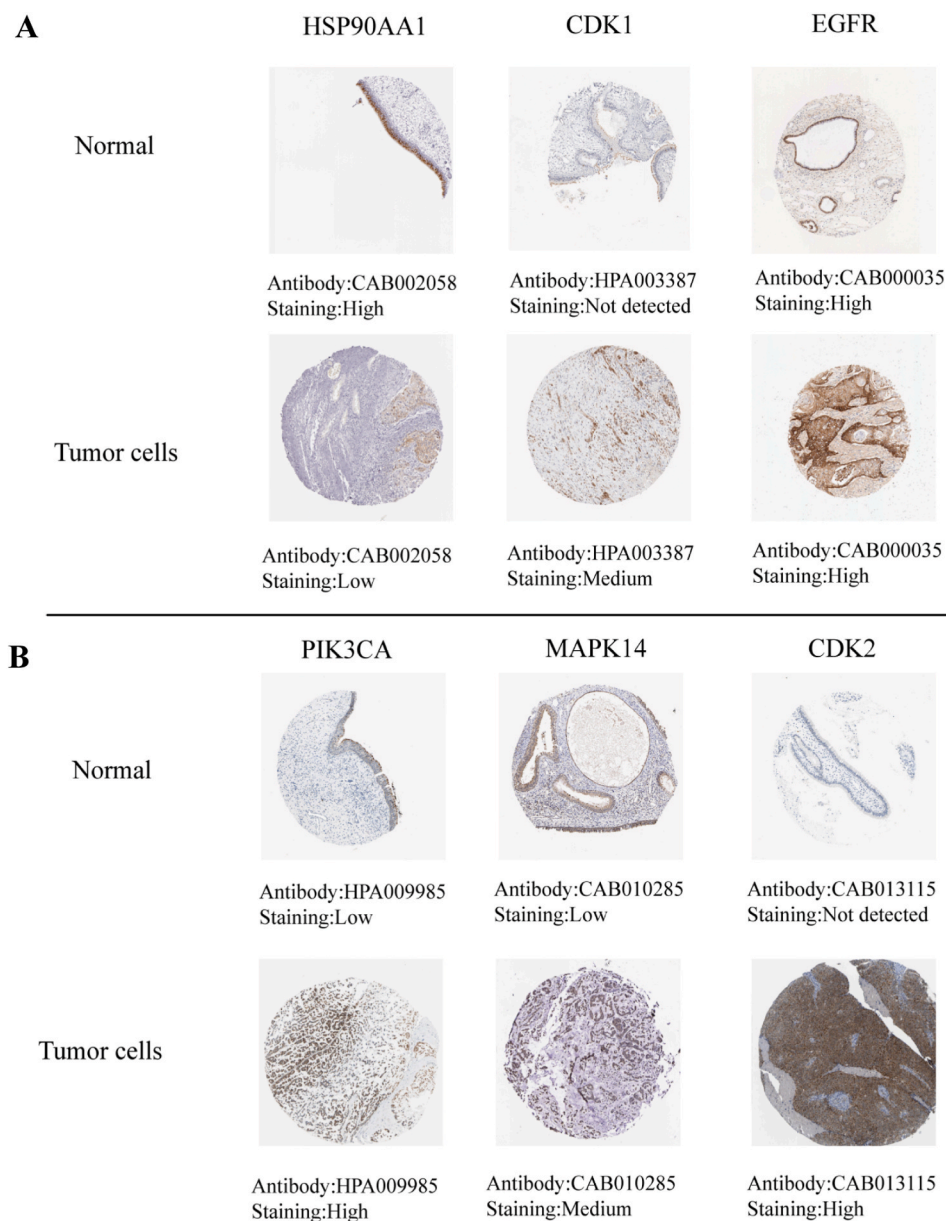 A
HSP90AA1 CDK1 EGFR
Normal
Antibody:CAB002058 Antibody:HPA003387 Antibody:CAB000035
Staining:High Staining:Not detected Staining:High
Tumor cells
Antibody:CAB002058 Antibody:HPA003387 Antibody:CAB000035
Staining:Low Staining:Medium Staining:High
B
PIK3CA MAPK14 CDK2
Normal
Antibody:HPA009985 Antibody:CAB010285 Antibody:CAB013115
Staining:Low Staining:Low Staining:Not detected
Tumor cells
Antibody:HPA009985 Antibody:CAB010285 Antibody:CAB013115
Staining:High Staining:Medium Staining:High